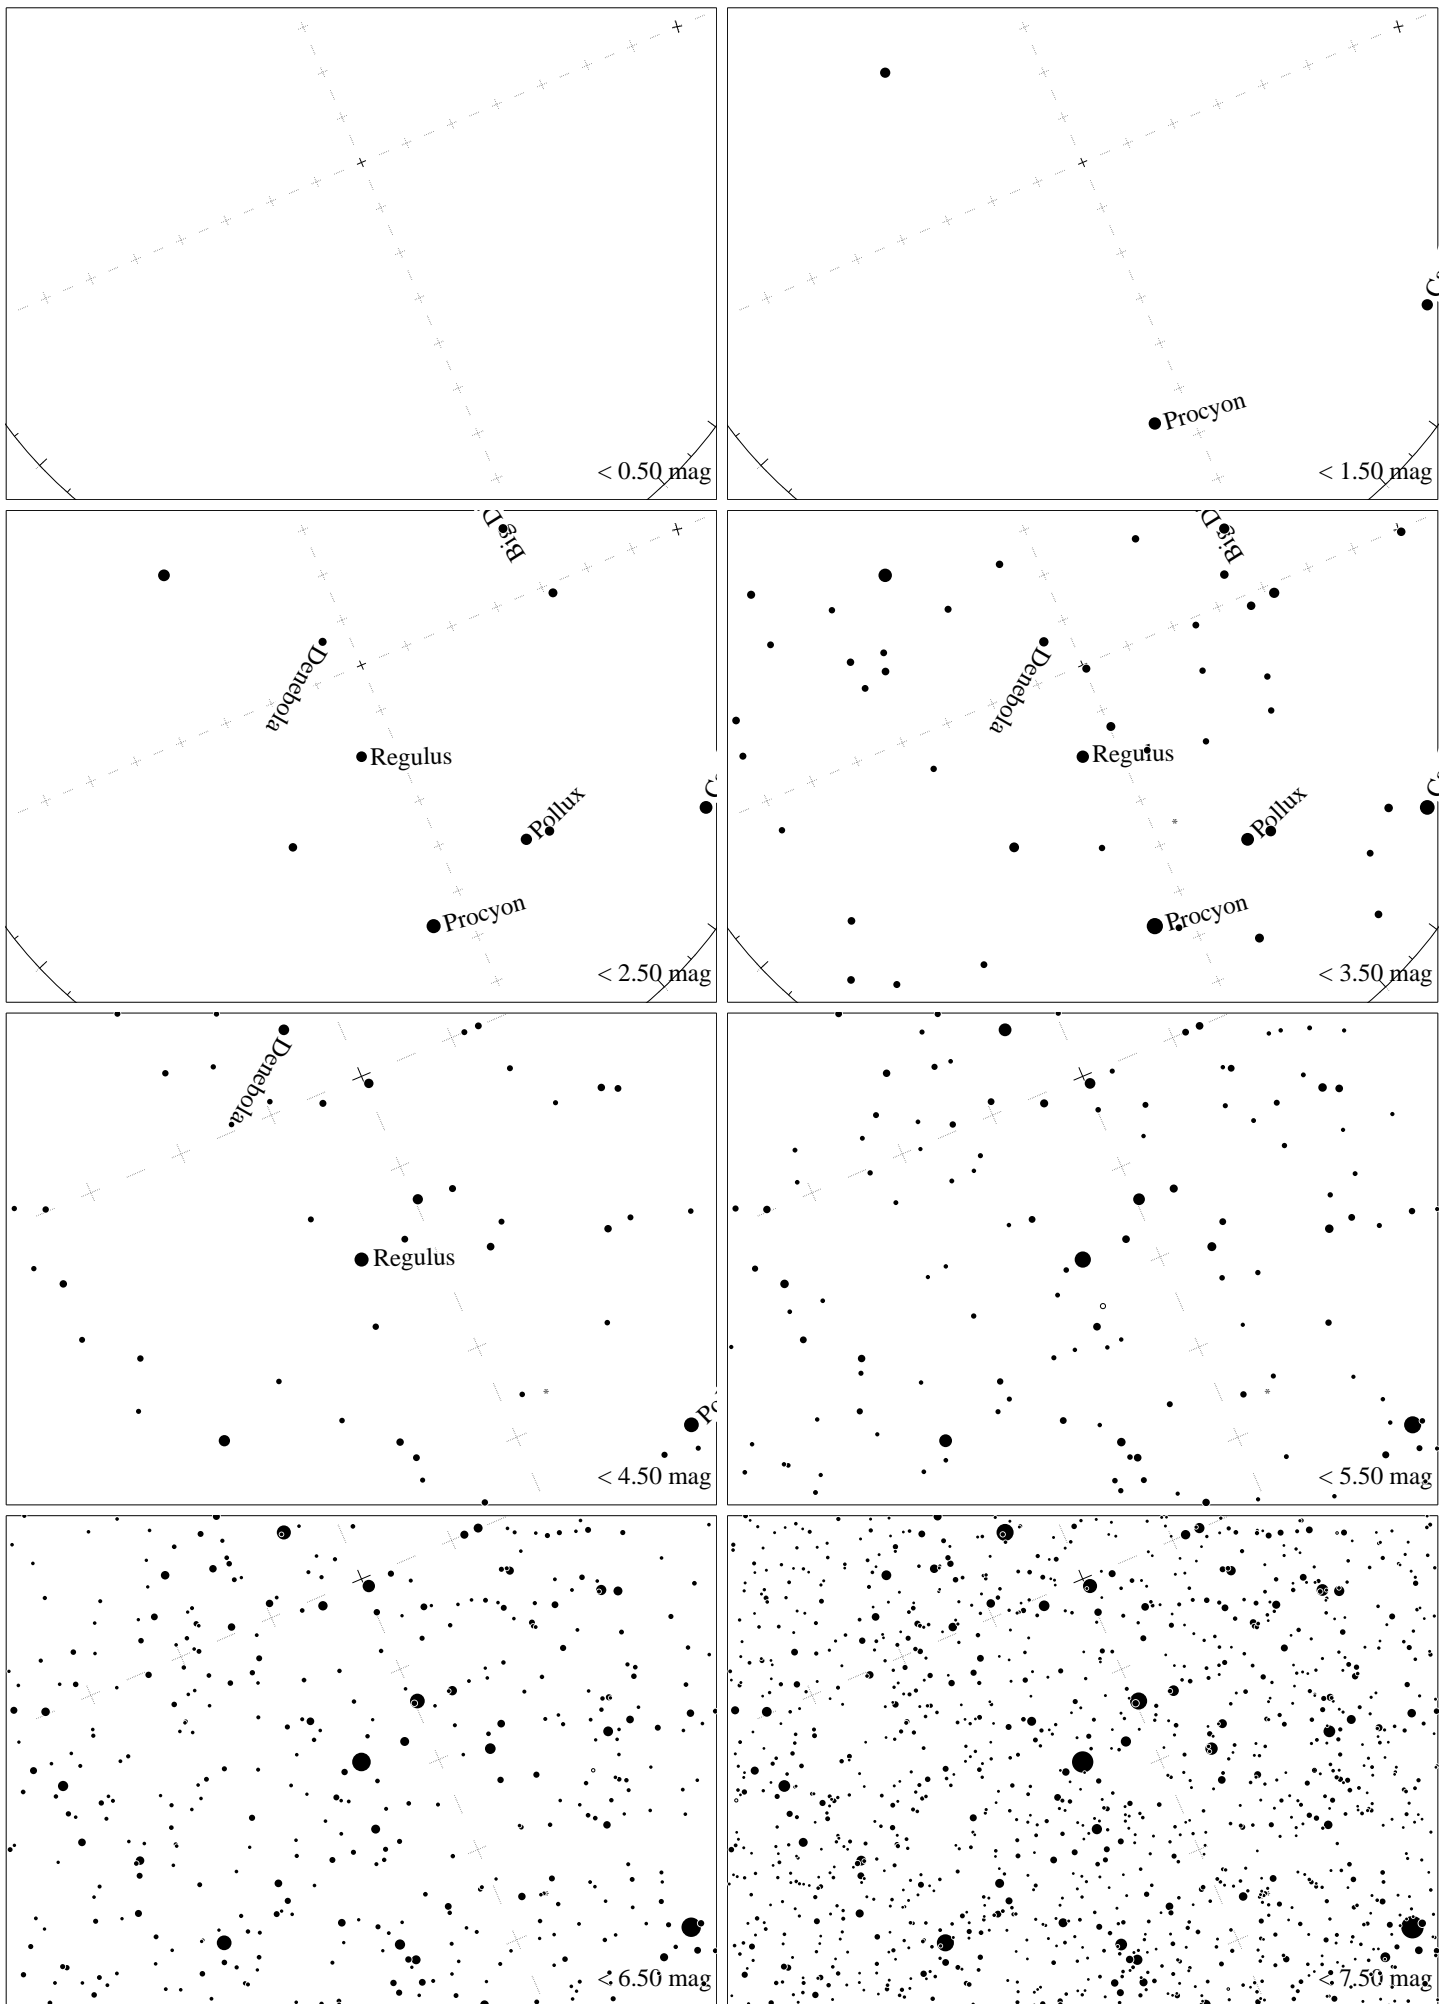 < 0.50 mag
Procyon
< 1.50 mag
Denebola
Regulus
Pollux
Procyon
< 2.50 mag
Denebola
Regulus
Pollux
Procyon
< 3.50 mag
Denebola
Regulus
< 4.50 mag
< 5.50 mag
< 6.50 mag
< 7.50 mag